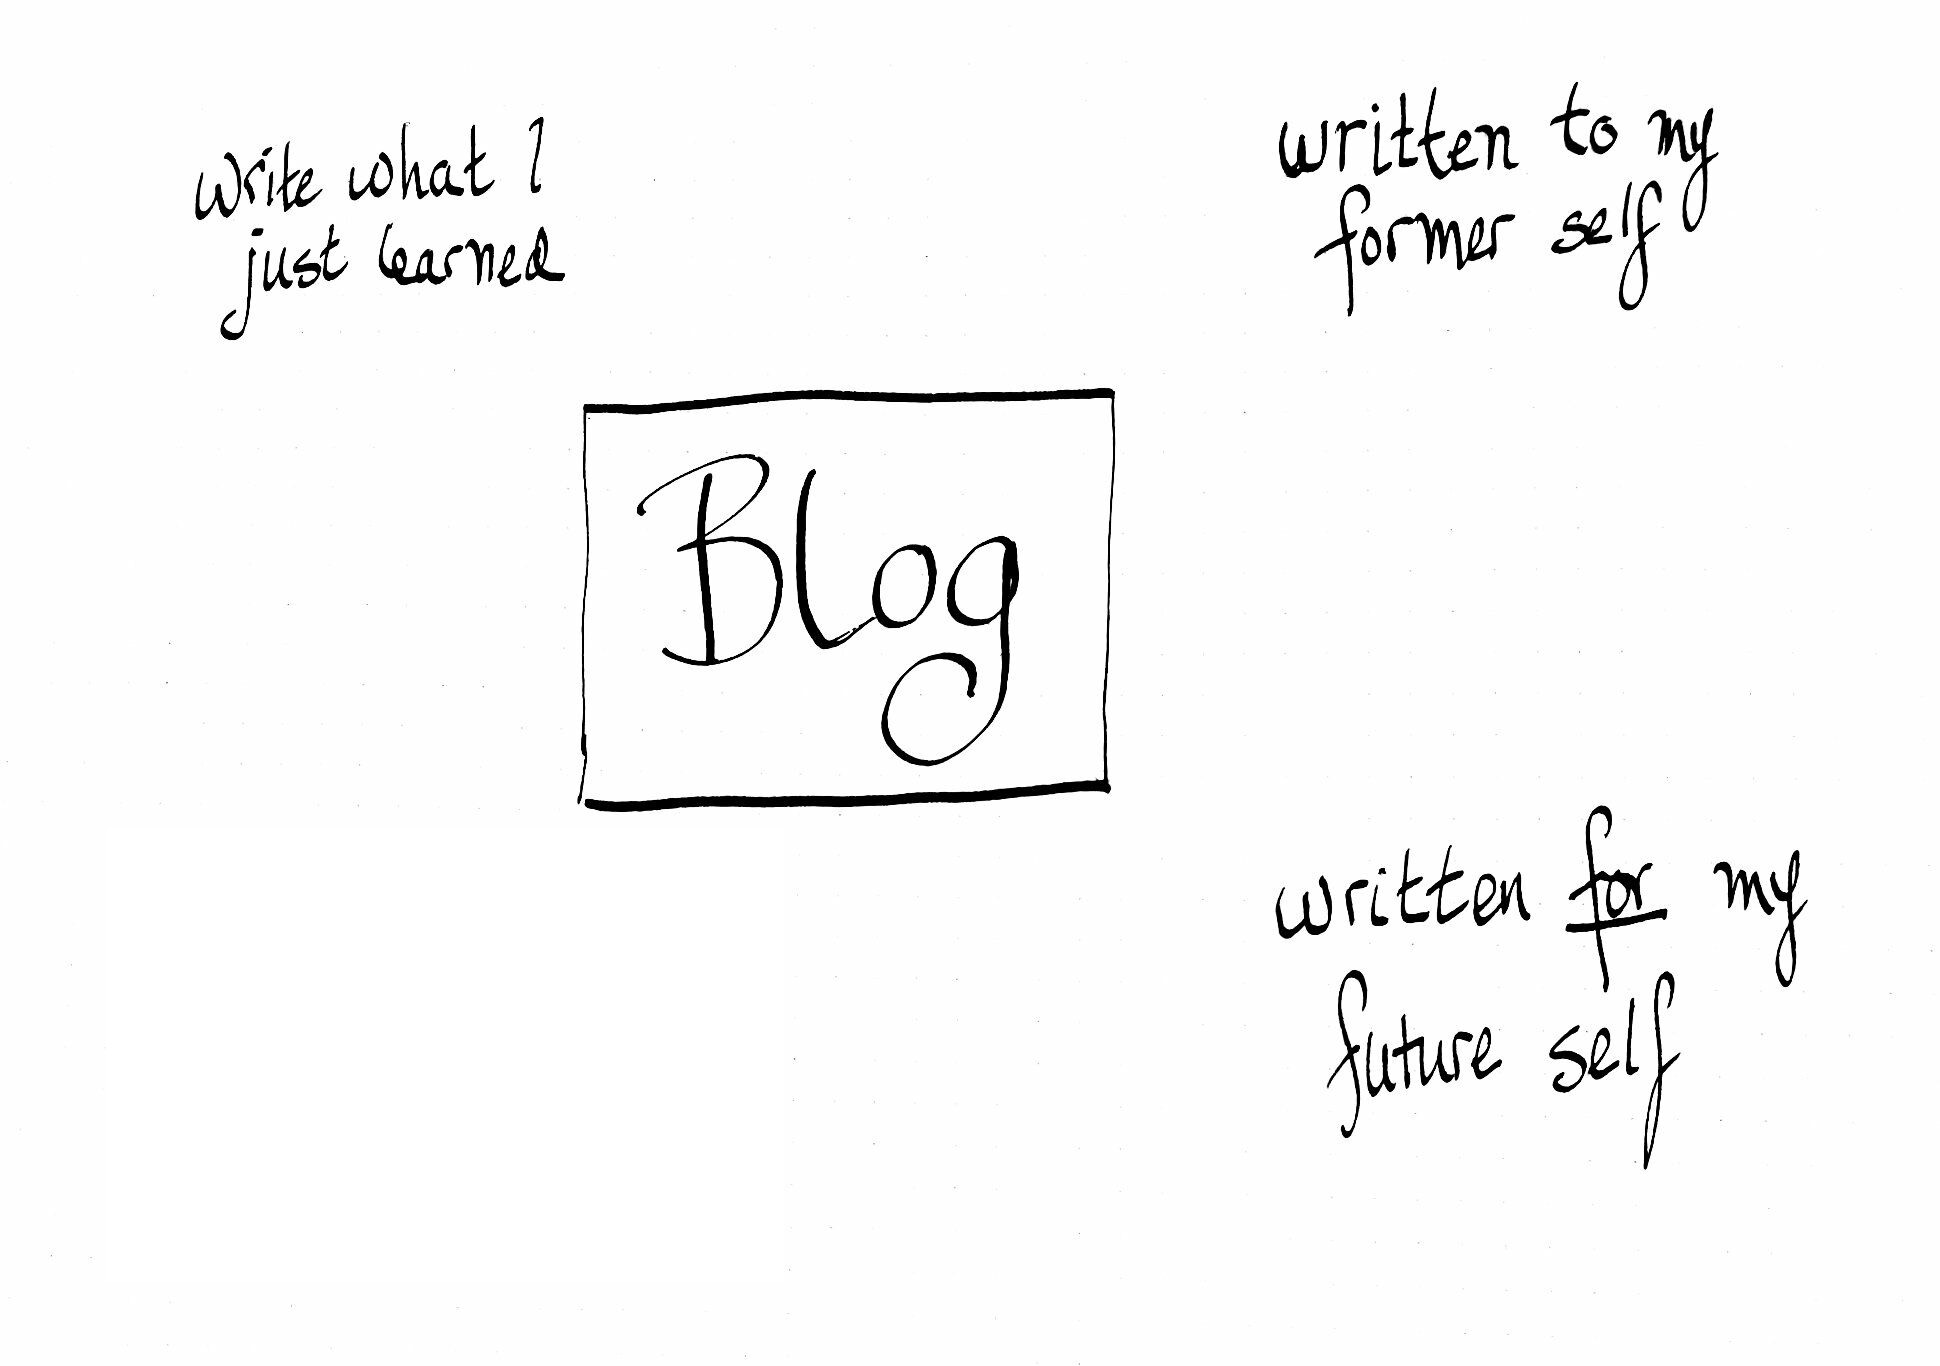 write what I
just learned
written to my
former self
Blog
written for my
future self